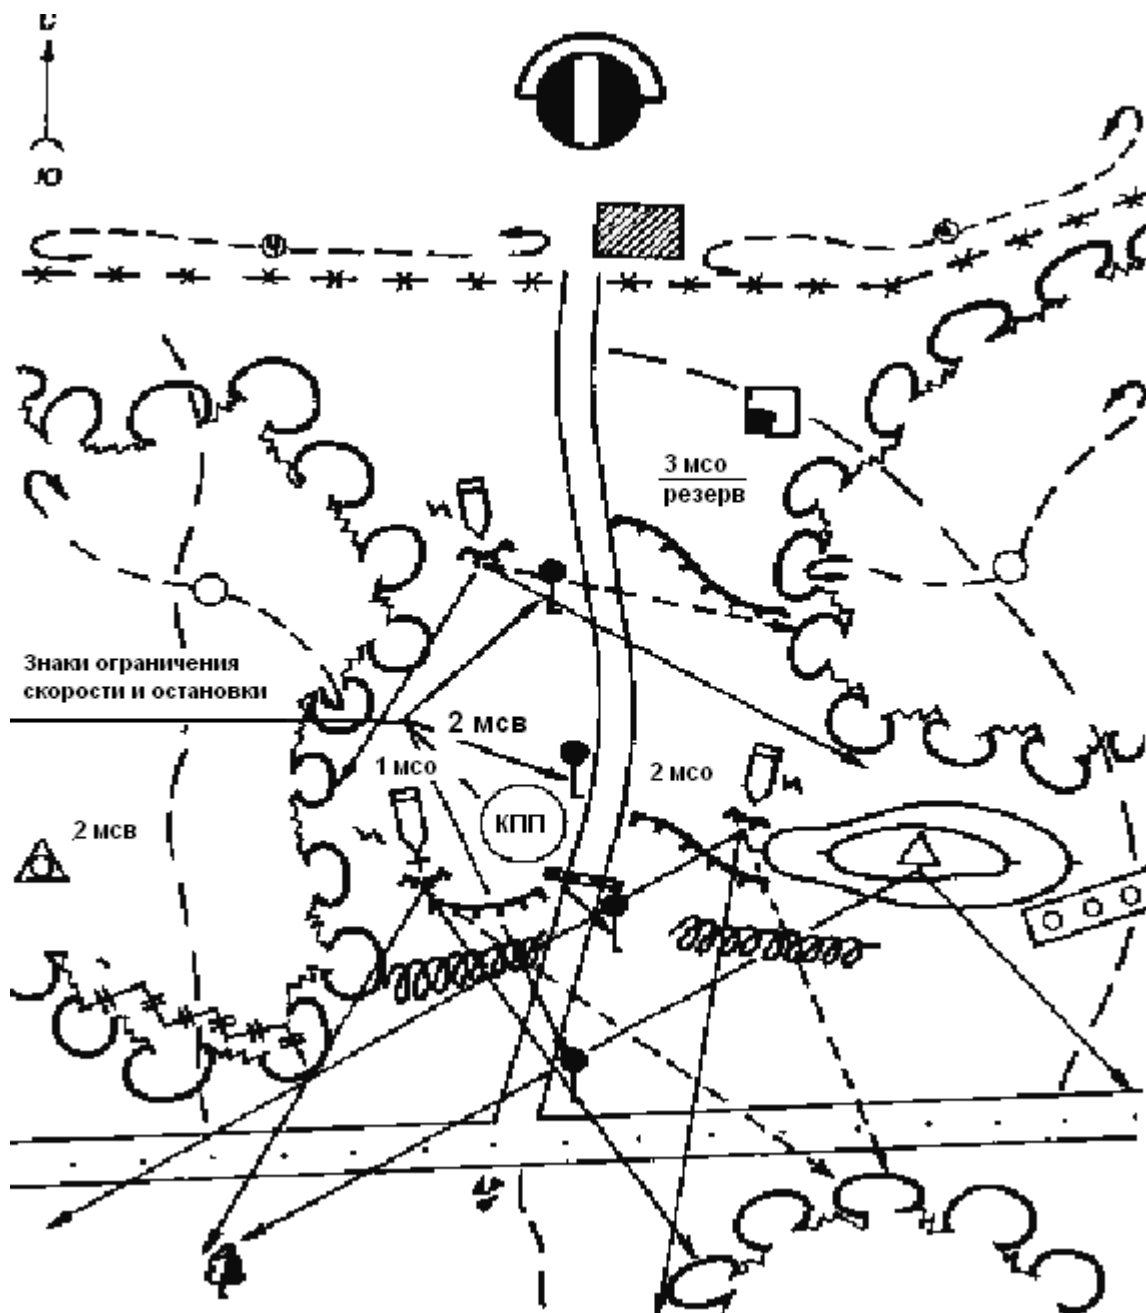 С
Ю
Ч
3 мсо
резерв
Знаки ограничения
скорости и остановки
2 мсв
1 мсо
2 мсо
КПП
2 мсв